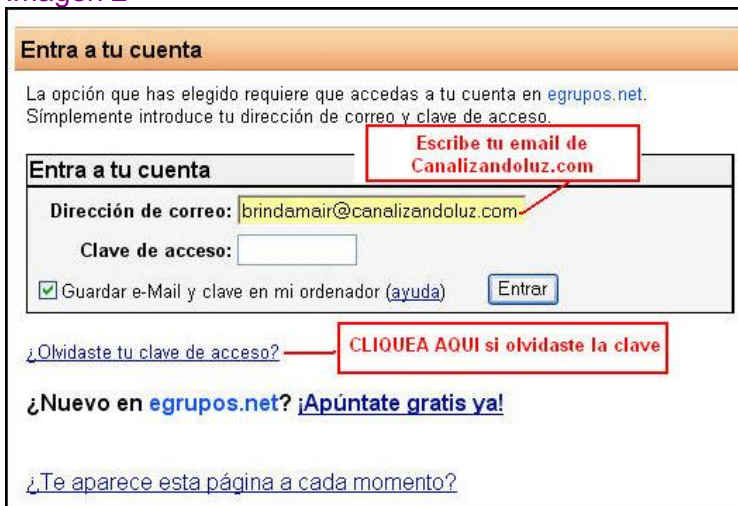 Imagen 2
Entra a tu cuenta
La opción que has elegido requiere que accedas a tu cuenta en egrupos.net.
Símplemente introduce tu dirección de correo y clave de acceso.
Escribe tu email de
Canalizandoluz.com
Entra a tu cuenta
Dirección de correo: brindamair@canalizandoluz.com
Clave de acceso:
Guardar e-Mail y clave en mi ordenador (ayuda) Entrar
¿Olvidaste tu clave de acceso? CLIQUEA AQUI si olvidaste la clave
¿Nuevo en egrupos.net? ¡Apúntate gratis ya!
¿Te aparece esta página a cada momento?